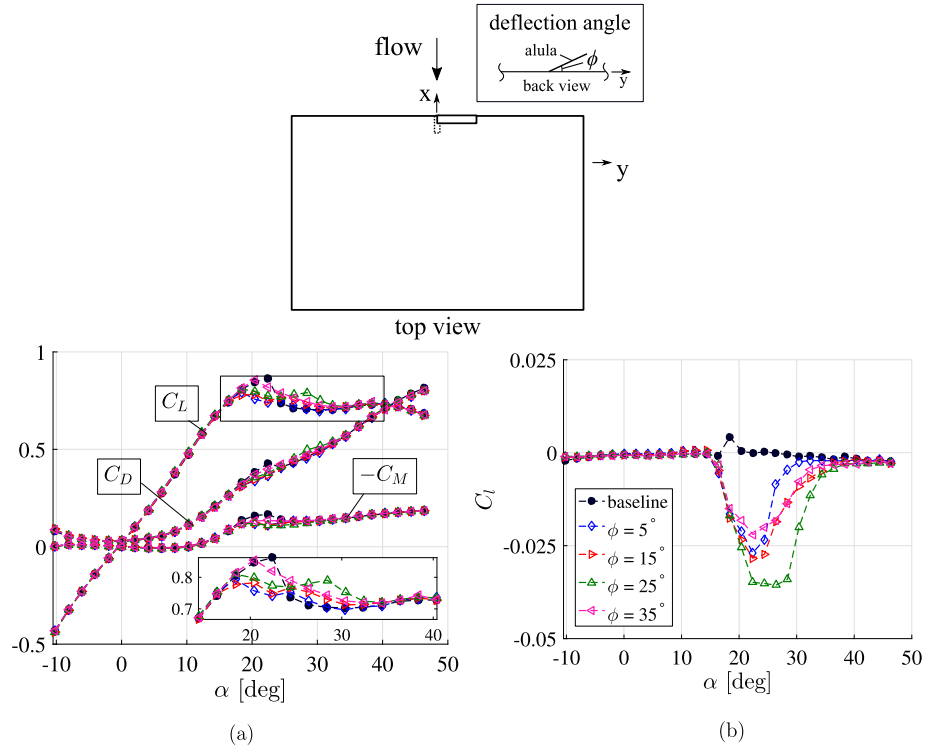 deflection angle
alula
ϕ
back view
y
flow
x
y
top view
1
0.5
0
-0.5
C_L
C_D
−C_M
0.8
0.7
20 30 40
-10 0 10 20 30 40 50
α [deg]
(a)
0.025
0
-0.025
-0.05
C_l
baseline
ϕ = 5°
ϕ = 15°
ϕ = 25°
ϕ = 35°
-10 0 10 20 30 40 50
α [deg]
(b)